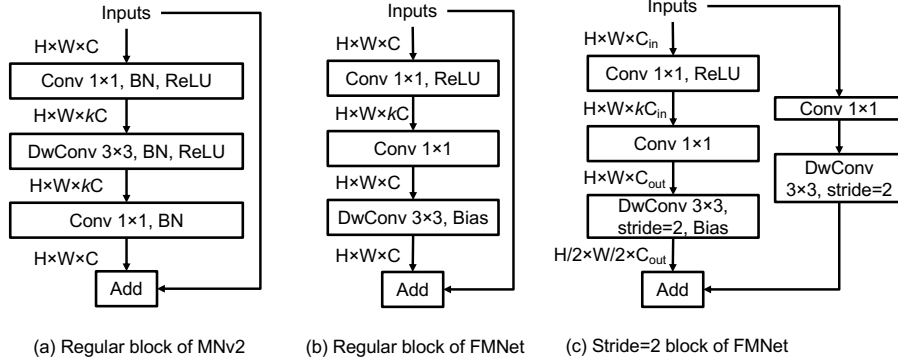 Inputs
H×W×C
Conv 1×1, BN, ReLU
H×W×kC
DwConv 3×3, BN, ReLU
H×W×kC
Conv 1×1, BN
H×W×C
Add
(a) Regular block of MNv2
Inputs
H×W×C
Conv 1×1, ReLU
H×W×kC
Conv 1×1
H×W×C
DwConv 3×3, Bias
H×W×C
Add
(b) Regular block of FMNet
Inputs
H×W×Cin
Conv 1×1, ReLU
H×W×kCin
Conv 1×1
H×W×Cout
DwConv 3×3,
stride=2, Bias
H/2×W/2×Cout
Add
Conv 1×1
DwConv
3×3, stride=2
(c) Stride=2 block of FMNet